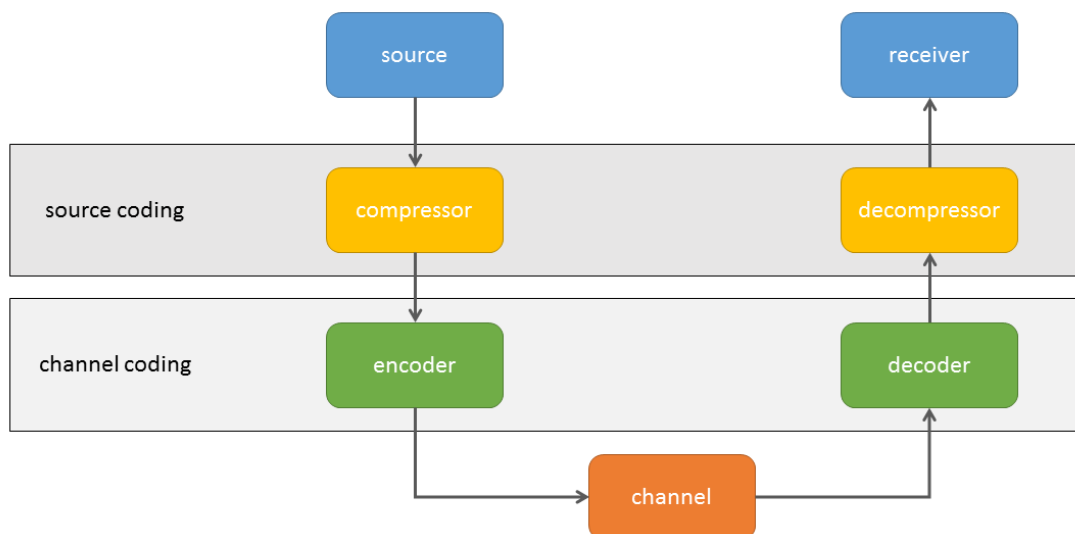 source
receiver
source coding
compressor
decompressor
channel coding
encoder
decoder
channel